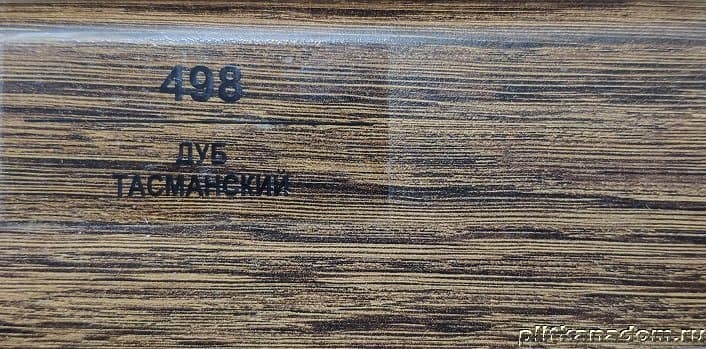 498
ДУБ
ТАСМАНСКИЙ
plitkanadom.ru